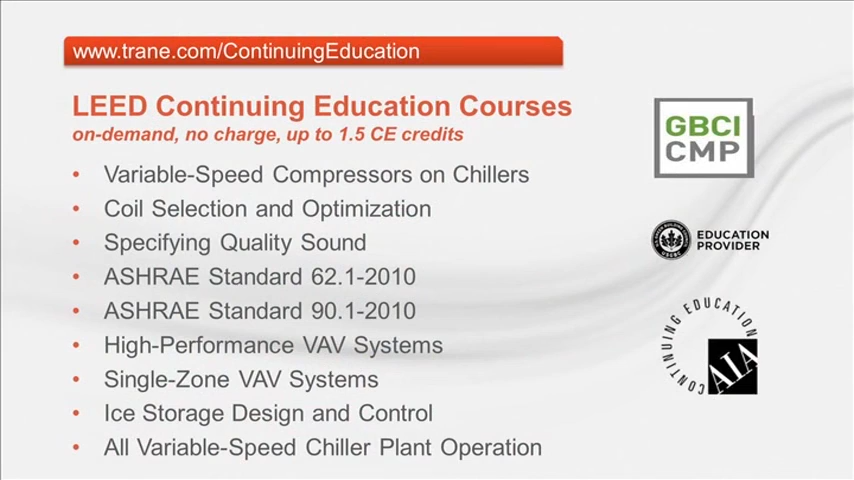 www.trane.com/ContinuingEducation
LEED Continuing Education Courses
on-demand, no charge, up to 1.5 CE credits
• Variable-Speed Compressors on Chillers
• Coil Selection and Optimization
• Specifying Quality Sound
• ASHRAE Standard 62.1-2010
• ASHRAE Standard 90.1-2010
• High-Performance VAV Systems
• Single-Zone VAV Systems
• Ice Storage Design and Control
• All Variable-Speed Chiller Plant Operation
GBCI
CMP
USGBC
EDUCATION
PROVIDER
CONTINUING EDUCATION
AIA